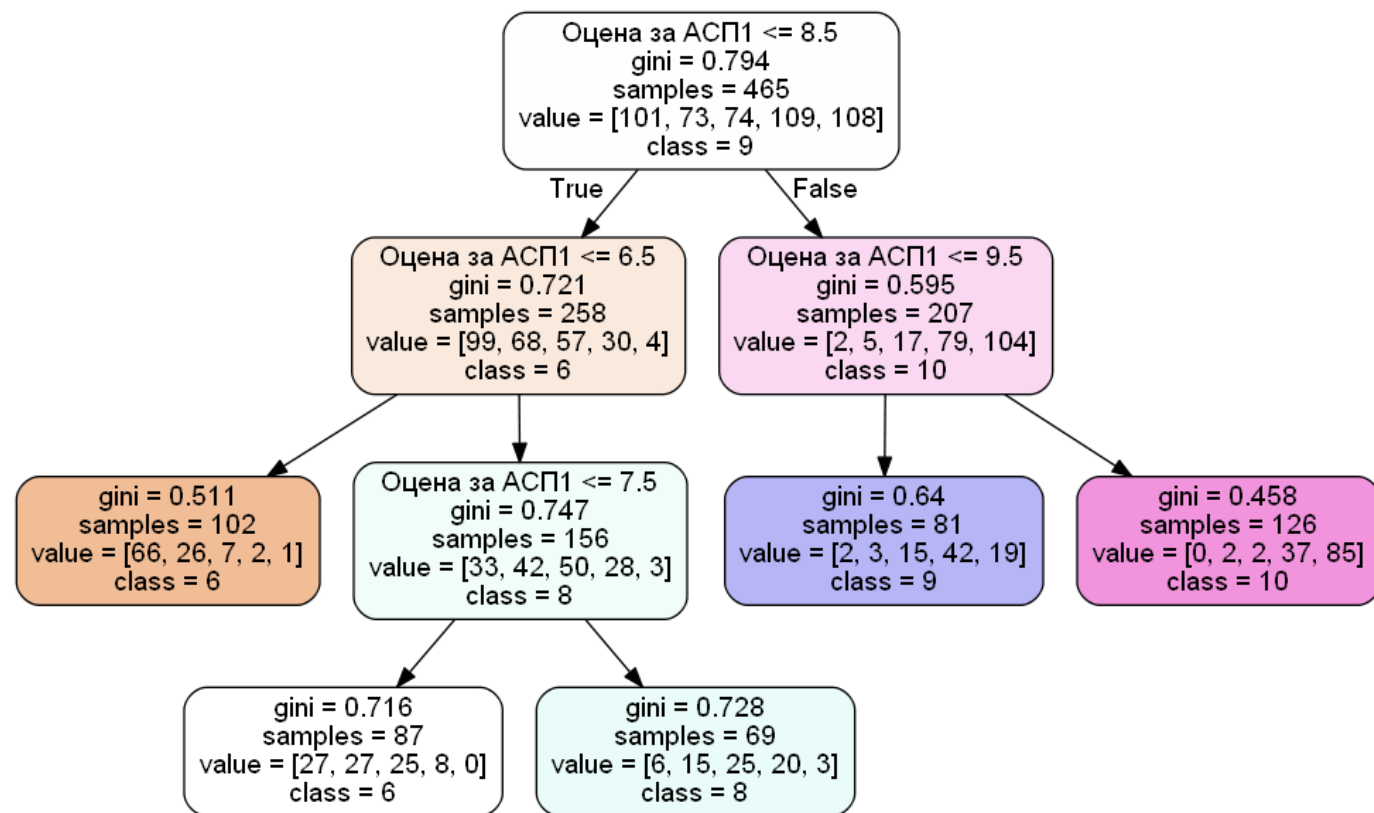 Оцена за АСП1 <= 8.5
gini = 0.794
samples = 465
value = [101, 73, 74, 109, 108]
class = 9
True
False
Оцена за АСП1 <= 6.5
gini = 0.721
samples = 258
value = [99, 68, 57, 30, 4]
class = 6
Оцена за АСП1 <= 9.5
gini = 0.595
samples = 207
value = [2, 5, 17, 79, 104]
class = 10
gini = 0.511
samples = 102
value = [66, 26, 7, 2, 1]
class = 6
Оцена за АСП1 <= 7.5
gini = 0.747
samples = 156
value = [33, 42, 50, 28, 3]
class = 8
gini = 0.64
samples = 81
value = [2, 3, 15, 42, 19]
class = 9
gini = 0.458
samples = 126
value = [0, 2, 2, 37, 85]
class = 10
gini = 0.716
samples = 87
value = [27, 27, 25, 8, 0]
class = 6
gini = 0.728
samples = 69
value = [6, 15, 25, 20, 3]
class = 8